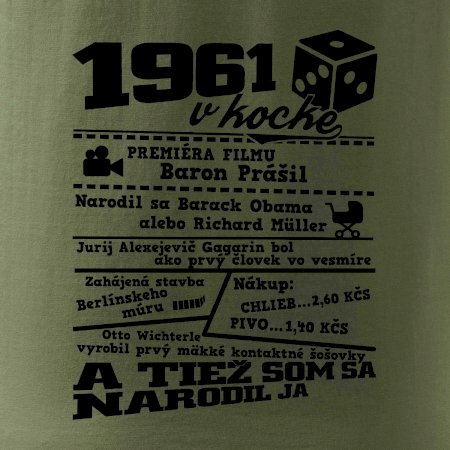 1961
v kocke
PREMIÉRA FILMU
Baron Prášil
Narodil sa Barack Obama
alebo Richard Müller
Jurij Alexejevič Gagarin bol
ako prvý človek vo vesmíre
Zahájená stavba
Berlínskeho
múru
Nákup:
CHLIEB...2,60 KČS
PIVO...1,40 KČS
Otto Wichterle
vyrobil prvý mäkké kontaktné šošovky
A TIEŽ SOM SA
NARODIL JA